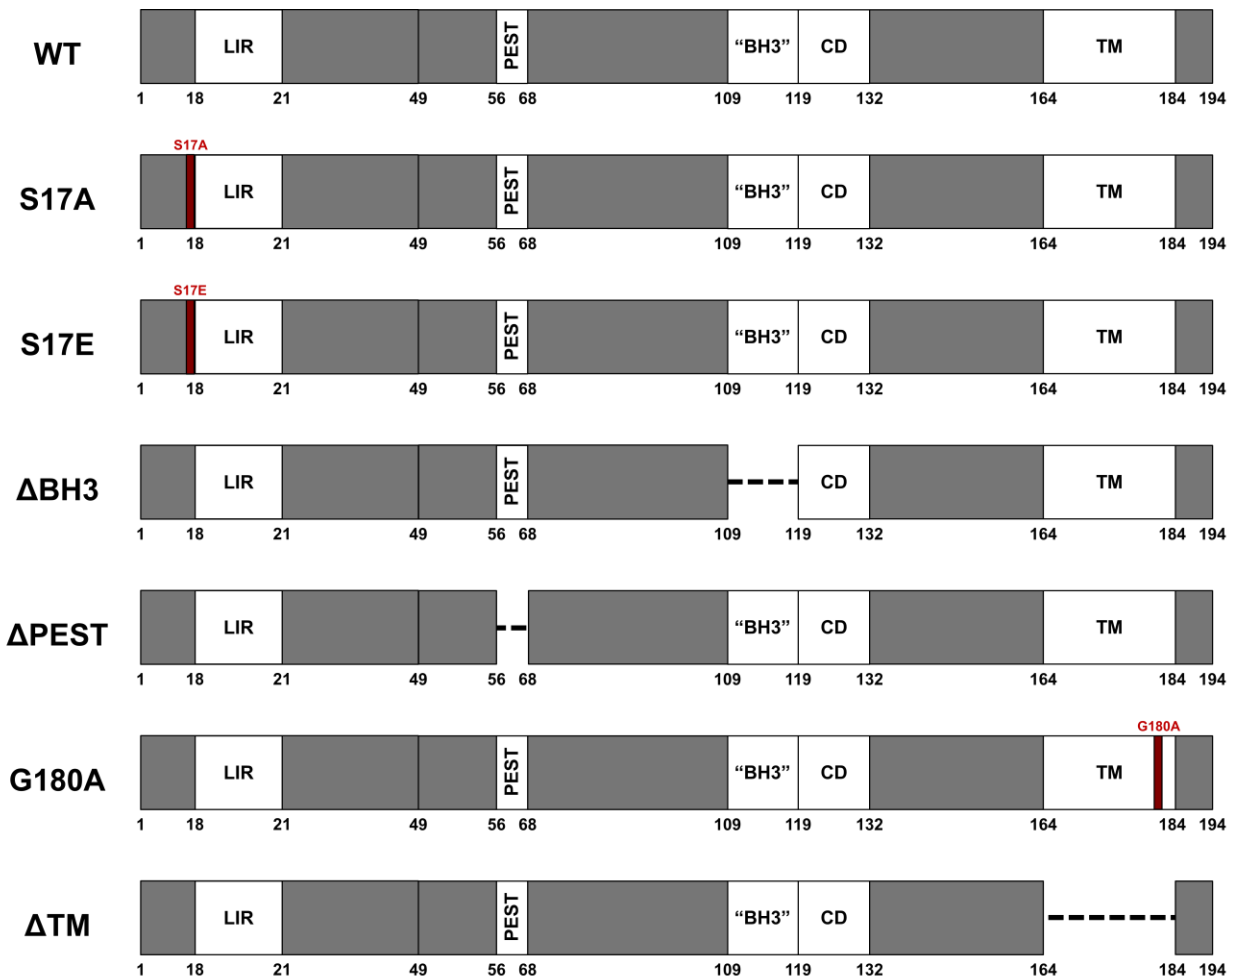 WT
LIR PEST “BH3” CD TM
1 18 21 49 56 68 109 119 132 164 184 194
S17A
S17A
LIR PEST “BH3” CD TM
1 18 21 49 56 68 109 119 132 164 184 194
S17E
S17E
LIR PEST “BH3” CD TM
1 18 21 49 56 68 109 119 132 164 184 194
ΔBH3
LIR PEST CD TM
1 18 21 49 56 68 109 119 132 164 184 194
ΔPEST
LIR “BH3” CD TM
1 18 21 49 56 68 109 119 132 164 184 194
G180A
G180A
LIR PEST “BH3” CD TM
1 18 21 49 56 68 109 119 132 164 184 194
ΔTM
LIR PEST “BH3” CD
1 18 21 49 56 68 109 119 132 164 184 194